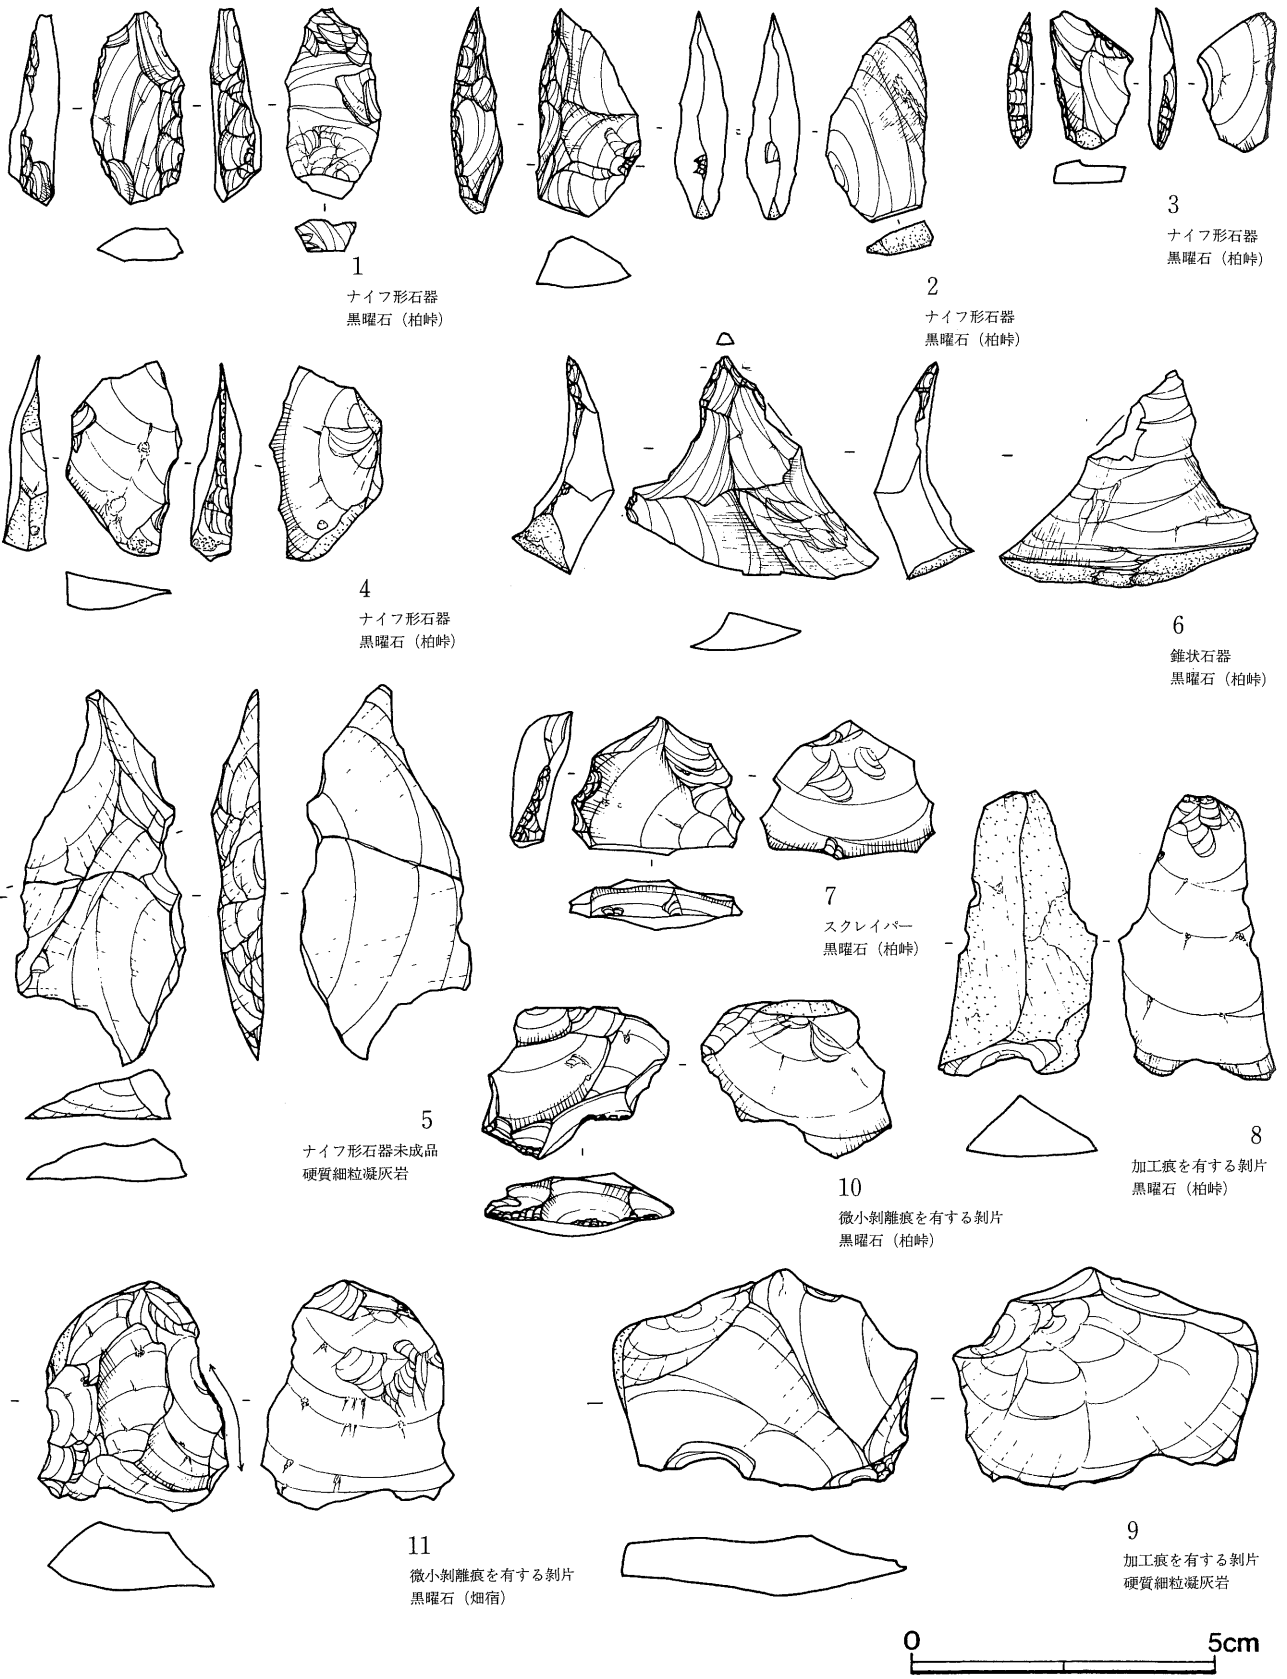 1
ナイフ形石器
黒曜石（柏峠）
2
ナイフ形石器
黒曜石（柏峠）
3
ナイフ形石器
黒曜石（柏峠）
4
ナイフ形石器
黒曜石（柏峠）
5
ナイフ形石器未成品
硬質細粒凝灰岩
6
錐状石器
黒曜石（柏峠）
7
スクレイパー
黒曜石（柏峠）
8
加工痕を有する剝片
黒曜石（柏峠）
10
微小剝離痕を有する剝片
黒曜石（柏峠）
11
微小剝離痕を有する剝片
黒曜石（畑宿）
9
加工痕を有する剝片
硬質細粒凝灰岩
0 5cm